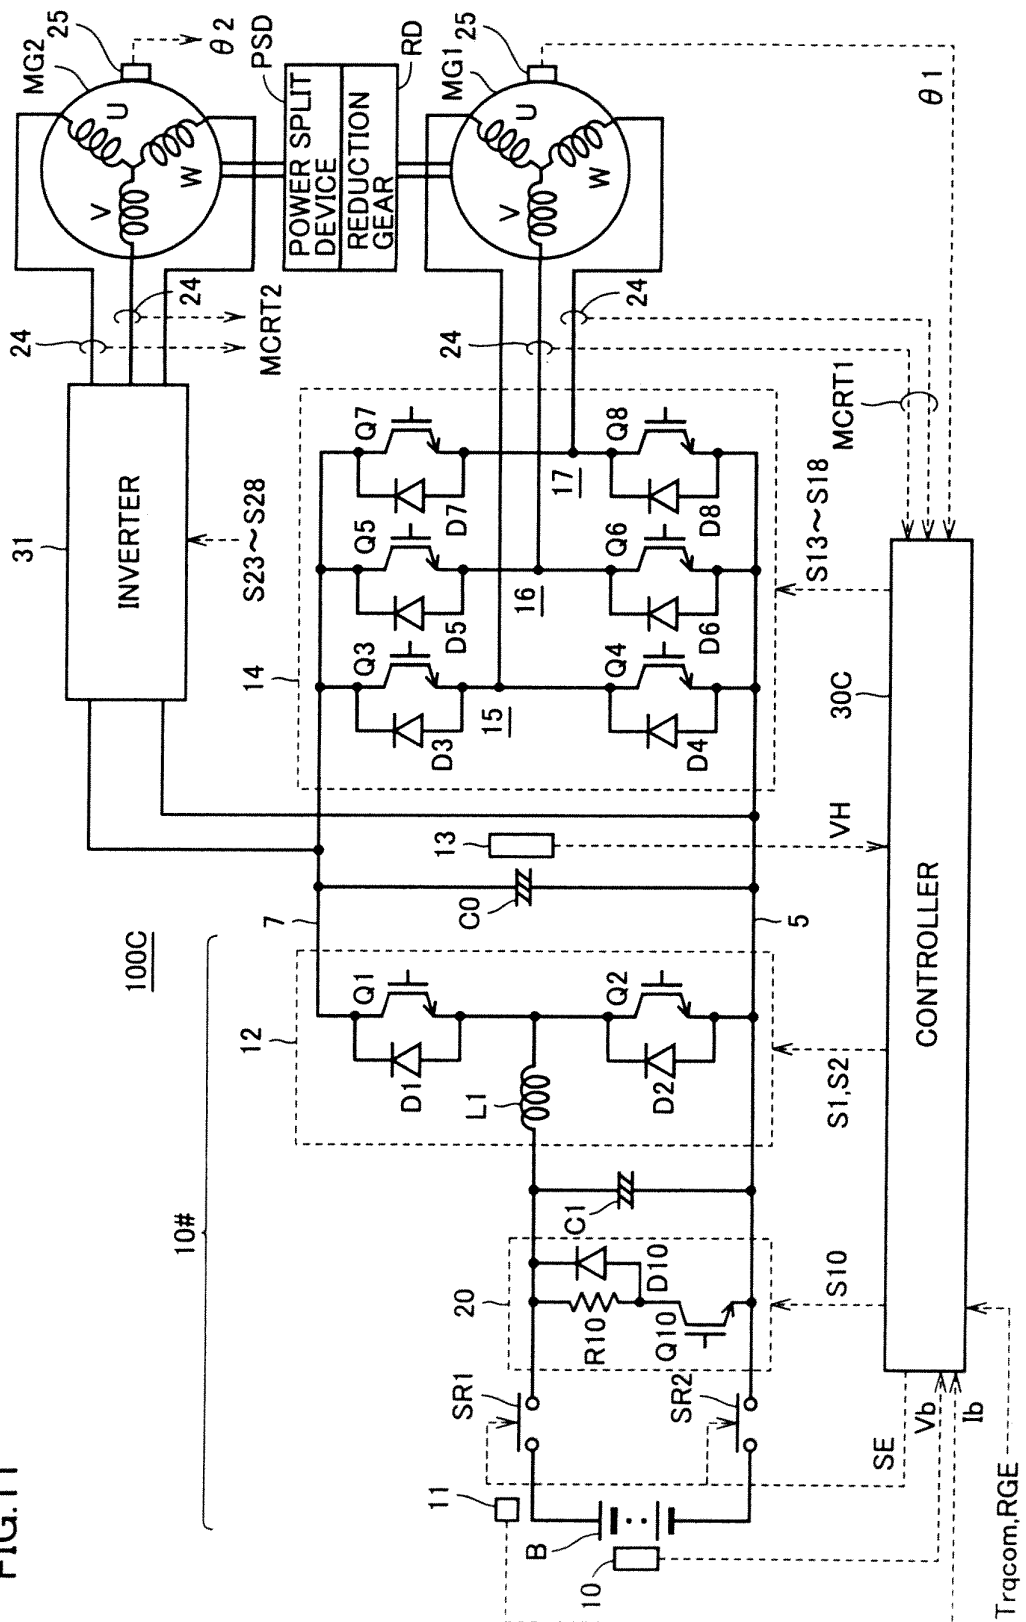 FIG.11
100C
10#
MG2
25
θ2
PSD
POWER SPLIT
DEVICE
REDUCTION
GEAR
RD
MG1
25
θ1
U
V
W
U
V
W
24
24
MCRT2
24
24
MCRT1
31
INVERTER
S23~S28
14
Q3
D3
Q5
D5
Q7
D7
15
16
17
Q4
D4
Q6
D6
Q8
D8
S13~S18
13
VH
C0
7
5
12
Q1
D1
L1
Q2
D2
S1,S2
C1
20
R10
D10
Q10
S10
SR1
SR2
11
B
10
SE
Vb
Ib
Trqcom,RGE
30C
CONTROLLER